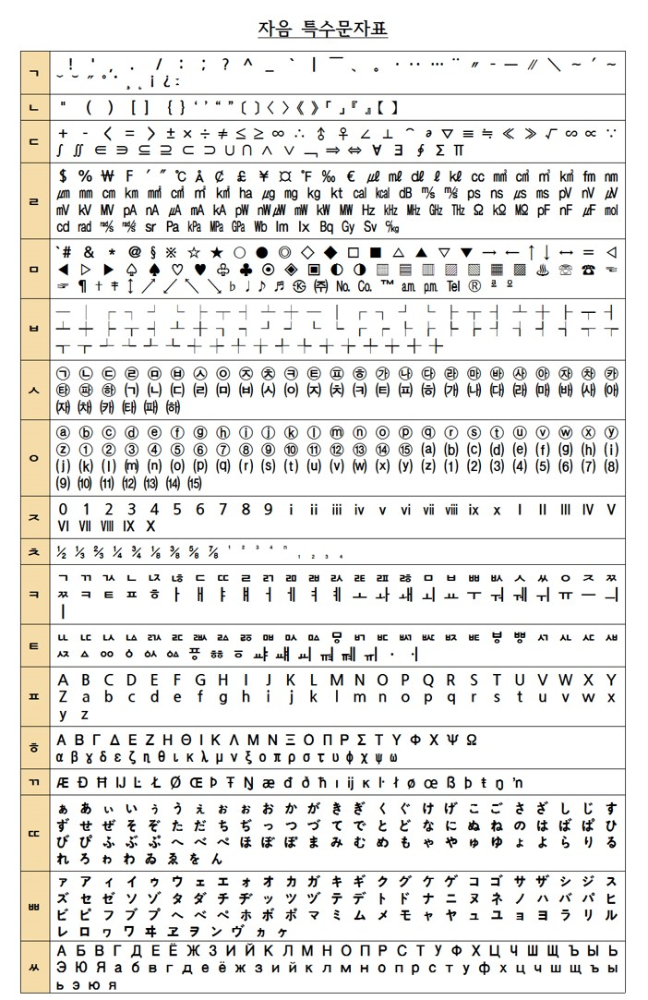 자음 특수문자표
ㄱ
! ' , . / : ; ? ^ _ ` | ￣ 、 。 · ‥ … ¨ 〃 ­- ― ∥ ＼ ∼ ´ ～
ˇ ˘ ˝ ˚ ˙ ¸ ˛ ¡ ¿ ː
ㄴ
" ( ) [ ] { } ‘ ’ “ ” 〔 〕 〈 〉 《 》 「 」 『 』 【 】
ㄷ
+ - < = > ± × ÷ ≠ ≤ ≥ ∞ ∴ ♂ ♀ ∠ ⊥ ⌒ ∂ ▽ ≡ ≒ ≪ ≫ √ ∽ ∝ ∵
∫ ∬ ∈ ∋ ⊆ ⊇ ⊂ ⊃ ∪ ∩ ∧ ∨ ￢ ⇒ ⇔ ∀ ∃ ∮ ∑ ∏
ㄹ
$ % ₩ F ′ ″ ℃ Å ￠ ￡ ￥ ¤ ℉ ‰ € ㎕ ㎖ ㎗ ℓ ㎘ ㏄ ㎣ ㎤ ㎥ ㎦ ㎙ ㎚
㎛ ㎜ ㎝ ㎞ ㎟ ㎠ ㎡ ㎢ ㏊ ㎍ ㎎ ㎏ ㏏ ㎈ ㎉ ㏈ ㎧ ㎨ ㎰ ㎱ ㎲ ㎳ ㎴ ㎵ ㎶
㎷ ㎸ ㎹ ㎀ ㎁ ㎂ ㎃ ㎄ ㎺ ㎻ ㎼ ㎽ ㎾ ㎿ ㎐ ㎑ ㎒ ㎓ ㎔ Ω ㏀ ㏁ ㎊ ㎋ ㎌ ㏖
㏅ ㎭ ㎮ ㎯ ㏛ ㎩ ㎪ ㎫ ㎬ ㏝ ㏐ ㏓ ㏃ ㏉ ㏜ ㏆
ㅁ
` # & * @ § ※ ☆ ★ ○ ● ◎ ◇ ◆ □ ■ △ ▲ ▽ ▼ → ← ↑ ↓ ↔ 〓 ◁
◀ ▷ ▶ ♤ ♠ ♡ ♥ ♧ ♣ ⊙ ◈ ▣ ◐ ◑ ▒ ▤ ▥ ▨ ▧ ▦ ▩ ♨ ☏ ☎ ☜
☞ ¶ † ‡ ↕ ↗ ↙ ↖ ↘ ♭ ♩ ♪ ♬ ㉿ ㈜ № ㏇ ™ ㏂ ㏘ ℡ ® ª º
ㅂ
─ │ ┌ ┐ ┘ └ ├ ┬ ┤ ┴ ┼ ━ ┃ ┏ ┓ ┛ ┗ ┣ ┳ ┫ ┻ ╋ ┠ ┯ ┨
┷ ┿ ┝ ┰ ┥ ┸ ╂ ┒ ┑ ┚ ┙ ┖ ┕ ┎ ┍ ┞ ┟ ┡ ┢ ┦ ┧ ┩ ┪ ┭ ┮
┱ ┲ ┵ ┶ ┹ ┺ ┽ ┾ ╀ ╁ ╃ ╄ ╅ ╆ ╇ ╈ ╉ ╊
ㅅ
㉠ ㉡ ㉢ ㉣ ㉤ ㉥ ㉦ ㉧ ㉨ ㉩ ㉪ ㉫ ㉬ ㉭ ㉮ ㉯ ㉰ ㉱ ㉲ ㉳ ㉴ ㉵ ㉶ ㉷ ㉸
㉹ ㉺ ㉻ ㈀ ㈁ ㈂ ㈃ ㈄ ㈅ ㈆ ㈇ ㈈ ㈉ ㈊ ㈋ ㈌ ㈍ ㈎ ㈏ ㈐ ㈑ ㈒ ㈓ ㈔ ㈕
㈖ ㈗ ㈘ ㈙ ㈚ ㈛
ㅇ
ⓐ ⓑ ⓒ ⓓ ⓔ ⓕ ⓖ ⓗ ⓘ ⓙ ⓚ ⓛ ⓜ ⓝ ⓞ ⓟ ⓠ ⓡ ⓢ ⓣ ⓤ ⓥ ⓦ ⓧ ⓨ
ⓩ ① ② ③ ④ ⑤ ⑥ ⑦ ⑧ ⑨ ⑩ ⑪ ⑫ ⑬ ⑭ ⑮ ⒜ ⒝ ⒞ ⒟ ⒠ ⒡ ⒢ ⒣ ⒤
⒥ ⒦ ⒧ ⒨ ⒩ ⒪ ⒫ ⒬ ⒭ ⒮ ⒯ ⒰ ⒱ ⒲ ⒳ ⒴ ⒵ ⑴ ⑵ ⑶ ⑷ ⑸ ⑹ ⑺ ⑻
⑼ ⑽ ⑾ ⑿ ⒀ ⒁ ⒂
ㅈ
0 1 2 3 4 5 6 7 8 9 ⅰ ⅱ ⅲ ⅳ ⅴ ⅵ ⅶ ⅷ ⅸ ⅹ Ⅰ Ⅱ Ⅲ Ⅳ Ⅴ
Ⅵ Ⅶ Ⅷ Ⅸ Ⅹ
ㅊ
½ ⅓ ⅔ ¼ ¾ ⅛ ⅜ ⅝ ⅞ ¹ ² ³ ⁴ ⁿ ₁ ₂ ₃ ₄
ㅋ
ㄱ ㄲ ㄳ ㄴ ㄵ ㄶ ㄷ ㄸ ㄹ ㄺ ㄻ ㄼ ㄽ ㄾ ㄿ ㅀ ㅁ ㅂ ㅃ ㅄ ㅅ ㅆ ㅇ ㅈ ㅉ
ㅉ ㅋ ㅌ ㅍ ㅎ ㅏ ㅐ ㅑ ㅒ ㅓ ㅔ ㅕ ㅖ ㅗ ㅘ ㅙ ㅚ ㅛ ㅜ ㅝ ㅞ ㅟ ㅠ ㅡ ㅢ
ㅣ
ㅌ
ㅥ ㅦ ㅧ ㅨ ㅩ ㅪ ㅫ ㅬ ㅭ ㅮ ㅯ ㅰ ㅱ ㅲ ㅳ ㅴ ㅵ ㅶ ㅷ ㅸ ㅹ ㅺ ㅻ ㅼ ㅽ
ㅾ ㅿ ㆀ ㆁ ㆂ ㆃ ㆄ ㆅ ㆆ ㆇ ㆈ ㆉ ㆊ ㆋ ㆌ ㆍ ㆎ
ㅍ
A B C D E F G H I J K L M N O P Q R S T U V W X Y
Z a b c d e f g h i j k l m n o p q r s t u v w x
y z
ㅎ
Α Β Γ Δ Ε Ζ Η Θ Ι Κ Λ Μ Ν Ξ Ο Π Ρ Σ Τ Υ Φ Χ Ψ Ω
α β γ δ ε ζ η θ ι κ λ μ ν ξ ο π ρ σ τ υ φ χ ψ ω
ㄲ
Æ Ð Ħ Ĳ Ŀ Ł Ø Œ Þ Ŧ Ŋ æ đ ð ħ ı ĳ ĸ ŀ ł ø œ ß þ ŧ ŋ ŉ
ㄸ
ぁ あ ぃ い ぅ う ぇ え ぉ お か が き ぎ く ぐ け げ こ ご さ ざ し じ す
ず せ ぜ そ ぞ た だ ち ぢ っ つ づ て で と ど な に ぬ ね の は ば ぱ ひ
び ぴ ふ ぶ ぷ へ べ ぺ ほ ぼ ぽ ま み む め も ゃ や ゅ ゆ ょ よ ら り る
れ ろ ゎ わ ゐ ゑ を ん
ㅃ
ァ ア ィ イ ゥ ウ ェ エ ォ オ カ ガ キ ギ ク グ ケ ゲ コ ゴ サ ザ シ ジ ス
ズ セ ゼ ソ ゾ タ ダ チ ヂ ッ ツ ヅ テ デ ト ド ナ ニ ヌ ネ ノ ハ バ パ ヒ
ビ ピ フ ブ プ ヘ ベ ペ ホ ボ ポ マ ミ ム メ モ ャ ヤ ュ ユ ョ ヨ ラ リ ル
レ ロ ヮ ワ ヰ ヱ ヲ ン ヴ ヵ ヶ
ㅆ
А Б В Г Д Е Ё Ж З И Й К Л М Н О П Р С Т У Ф Х Ц Ч Ш Щ Ъ Ы Ь
Э Ю Я а б в г д е ё ж з и й к л м н о п р с т у ф х ц ч ш щ ъ ы
ь э ю я